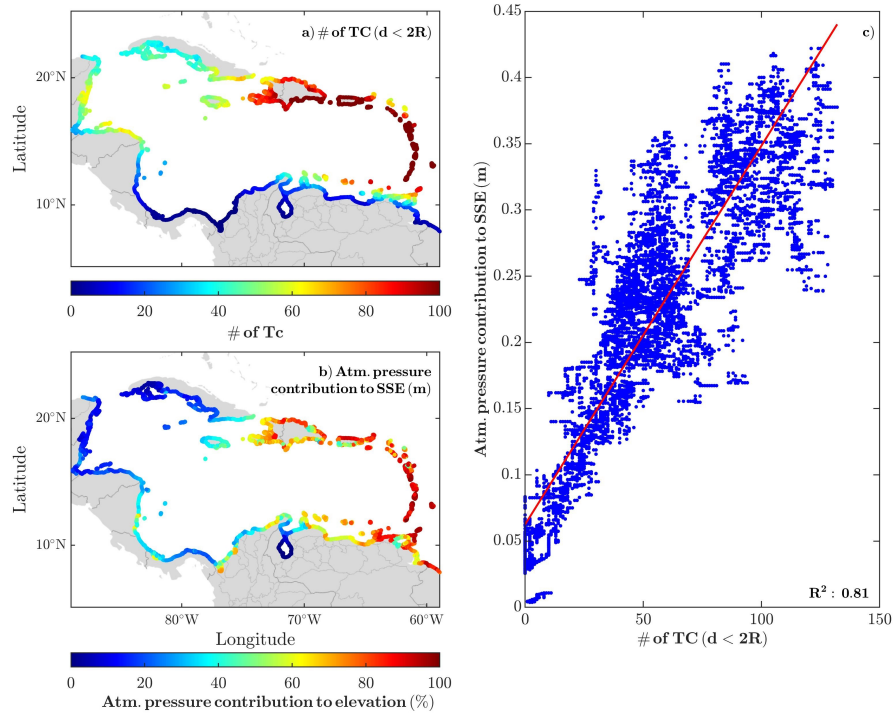 a) # of TC (d < 2R)
20°N
10°N
Latitude
0 20 40 60 80 100
# of Tc
b) Atm. pressure
contribution to SSE (m)
20°N
10°N
Latitude
80°W 70°W 60°W
Longitude
0 20 40 60 80 100
Atm. pressure contribution to elevation (%)
c)
0.45
0.4
0.35
0.3
0.25
0.2
0.15
0.1
0.05
0
Atm. pressure contribution to SSE (m)
R² : 0.81
0 50 100 150
# of TC (d < 2R)